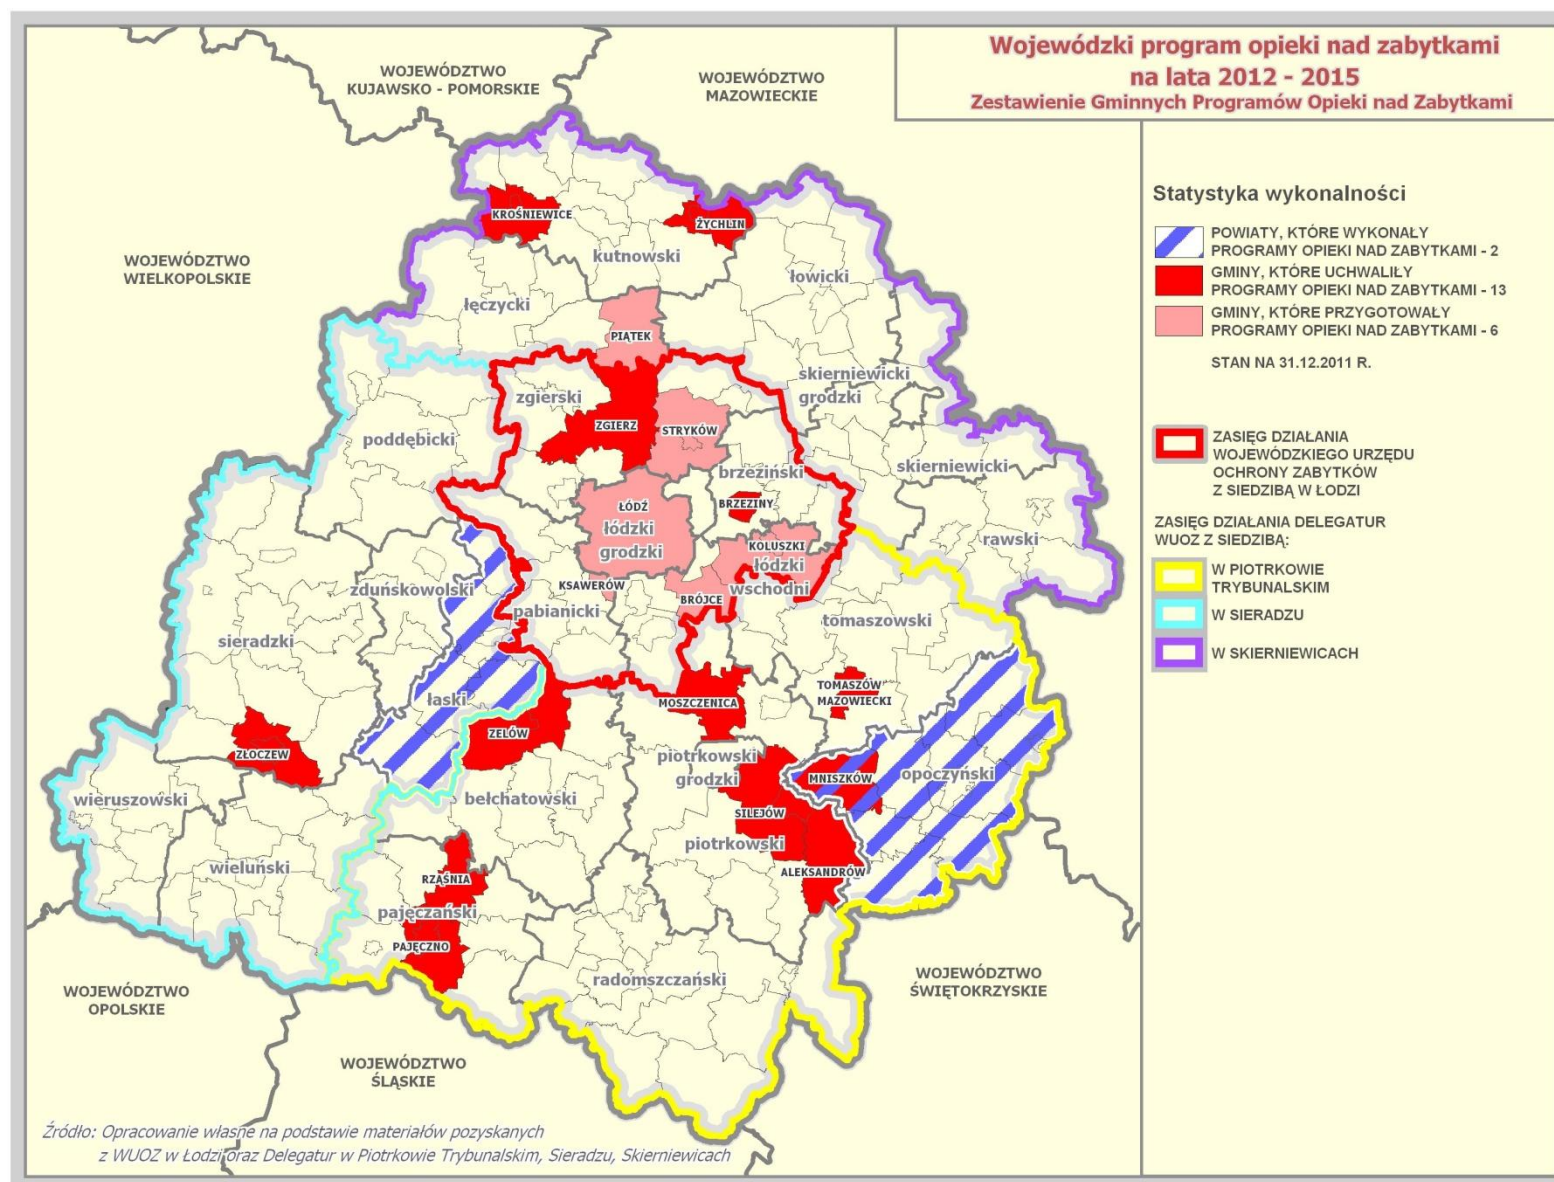 Wojewódzki program opieki nad zabytkami
na lata 2012 - 2015
Zestawienie Gminnych Programów Opieki nad Zabytkami
WOJEWÓDZTWO
KUJAWSKO - POMORSKIE
WOJEWÓDZTWO
MAZOWIECKIE
WOJEWÓDZTWO
WIELKOPOLSKIE
KROŚNIEWICE
ŻYCHLIN
kutnowski
łowicki
łęczycki
PIĄTEK
skierniewicki
grodzki
zgierski
ZGIERZ
STRYKÓW
poddębicki
brzeziński
skierniewicki
BRZEZINY
ŁÓDŹ
łódzki
grodzki
rawski
KOLUSZKI
łódzki
wschodni
KSAWERÓW
BRÓJCE
zduńskowolski
pabianicki
sieradzki
tomaszowski
łaski
MOSZCZENICA
TOMASZÓW
MAZOWIECKI
ZELÓW
ZŁOCZEW
piotrkowski
grodzki
MNISZKÓW
opoczyński
wieruszowski
bełchatowski
SILEJÓW
piotrkowski
wieluński
ALEKSANDRÓW
RZĄŚNIA
pajęczański
PAJĘCZNO
radomszczański
WOJEWÓDZTWO
ŚWIĘTOKRZYSKIE
WOJEWÓDZTWO
OPOLSKIE
WOJEWÓDZTWO
ŚLĄSKIE
Źródło: Opracowanie własne na podstawie materiałów pozyskanych
z WUOZ w Łodzi oraz Delegatur w Piotrkowie Trybunalskim, Sieradzu, Skierniewicach
Statystyka wykonalności
POWIATY, KTÓRE WYKONAŁY
PROGRAMY OPIEKI NAD ZABYTKAMI - 2
GMINY, KTÓRE UCHWALIŁY
PROGRAMY OPIEKI NAD ZABYTKAMI - 13
GMINY, KTÓRE PRZYGOTOWAŁY
PROGRAMY OPIEKI NAD ZABYTKAMI - 6
STAN NA 31.12.2011 R.
ZASIĘG DZIAŁANIA
WOJEWÓDZKIEGO URZĘDU
OCHRONY ZABYTKÓW
Z SIEDZIBĄ W ŁODZI
ZASIĘG DZIAŁANIA DELEGATUR
WUOZ Z SIEDZIBĄ:
W PIOTRKOWIE
TRYBUNALSKIM
W SIERADZU
W SKIERNIEWICACH